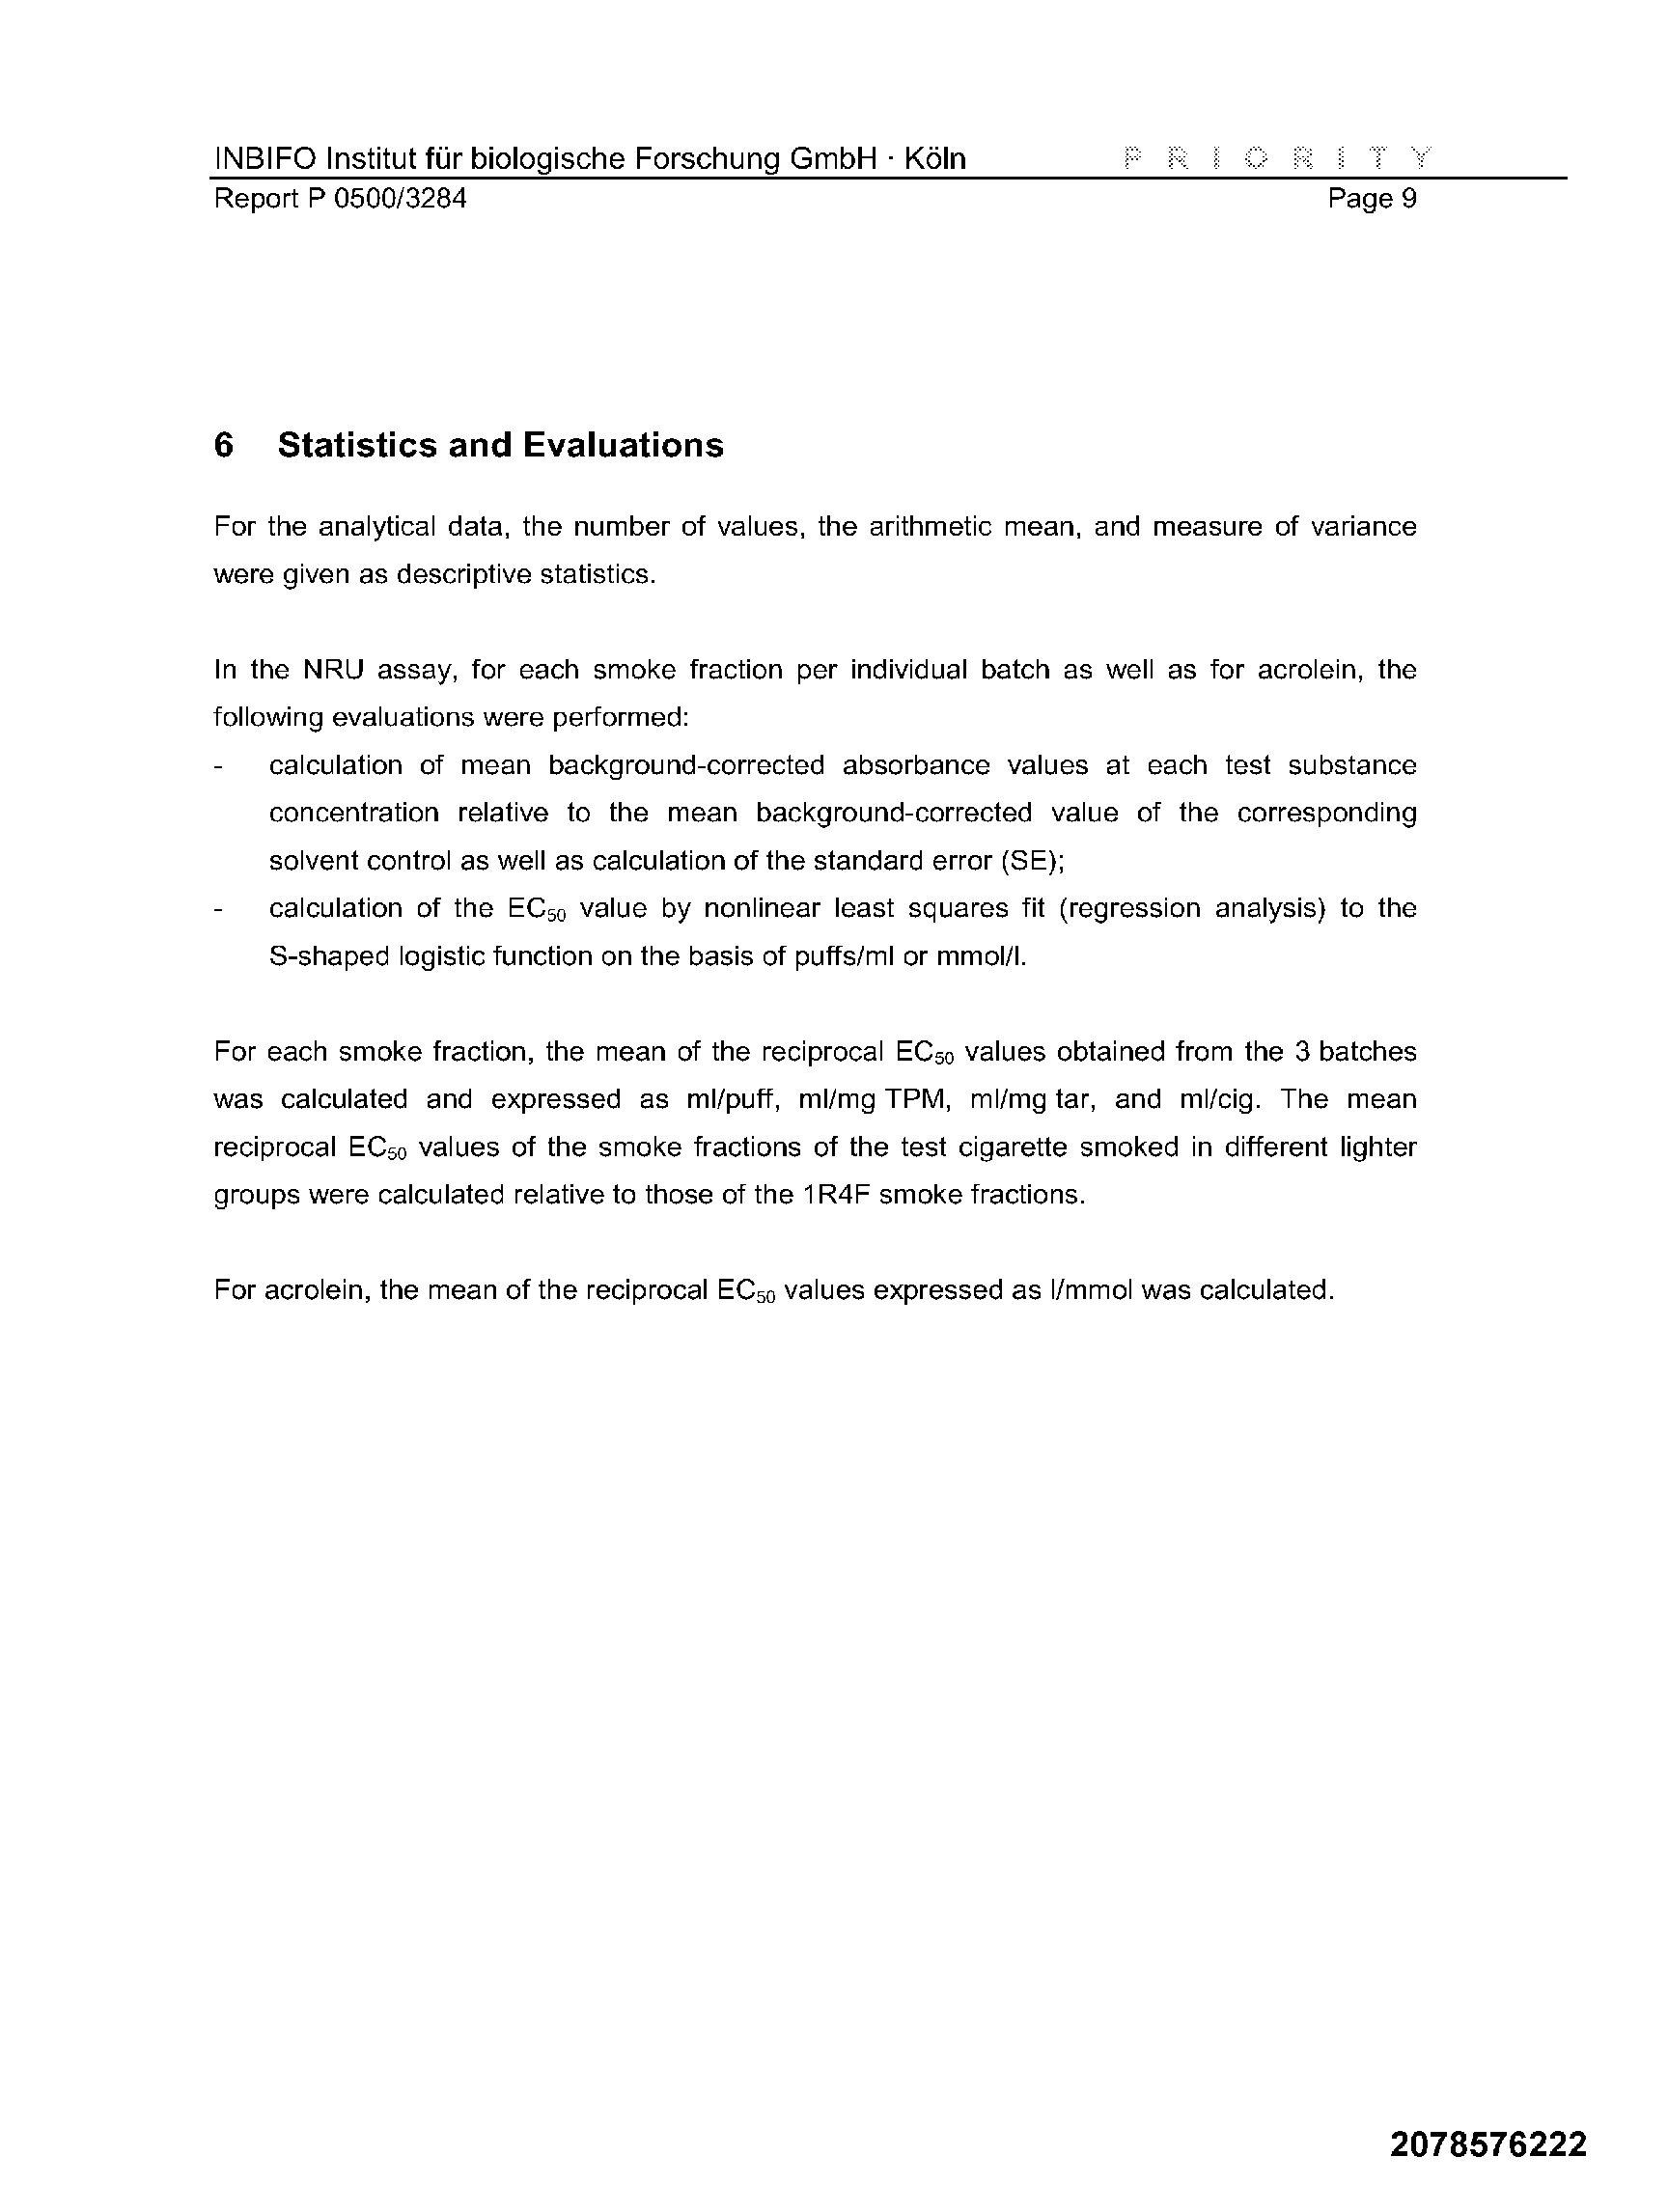 INBIFO Institut für biologische Forschung GmbH · Köln
P R I O R I T Y
Report P 0500/3284
Page 9
6 Statistics and Evaluations
For the analytical data, the number of values, the arithmetic mean, and measure of variance
were given as descriptive statistics.
In the NRU assay, for each smoke fraction per individual batch as well as for acrolein, the
following evaluations were performed:
- calculation of mean background-corrected absorbance values at each test substance
concentration relative to the mean background-corrected value of the corresponding
solvent control as well as calculation of the standard error (SE);
- calculation of the EC₅₀ value by nonlinear least squares fit (regression analysis) to the
S-shaped logistic function on the basis of puffs/ml or mmol/l.
For each smoke fraction, the mean of the reciprocal EC₅₀ values obtained from the 3 batches
was calculated and expressed as ml/puff, ml/mg TPM, ml/mg tar, and ml/cig. The mean
reciprocal EC₅₀ values of the smoke fractions of the test cigarette smoked in different lighter
groups were calculated relative to those of the 1R4F smoke fractions.
For acrolein, the mean of the reciprocal EC₅₀ values expressed as l/mmol was calculated.
2078576222